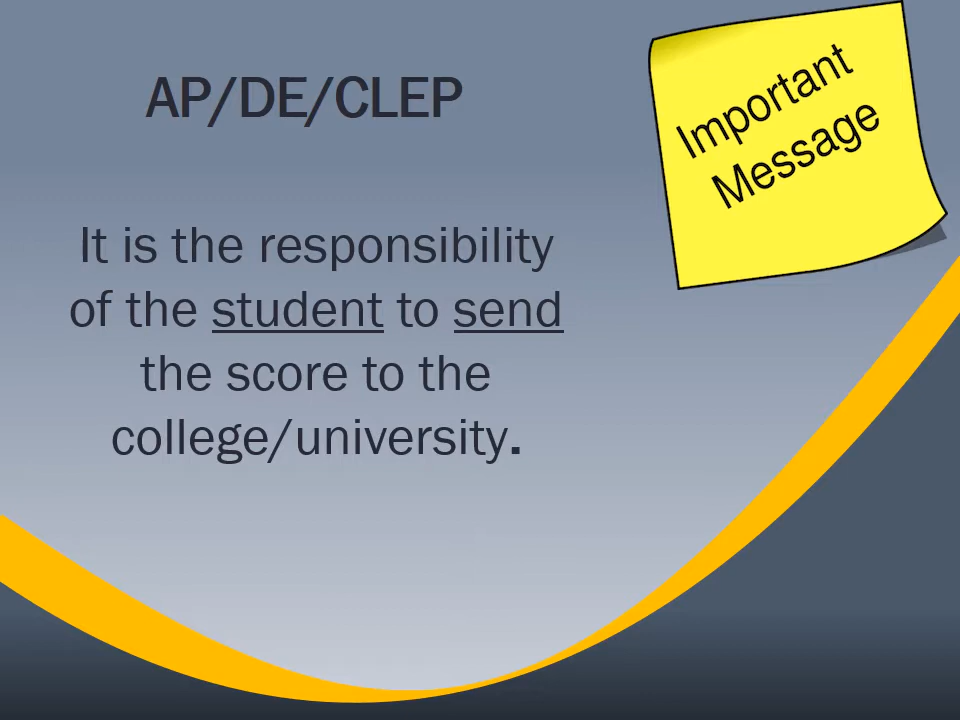 AP/DE/CLEP
Important
Message
It is the responsibility
of the student to send
the score to the
college/university.